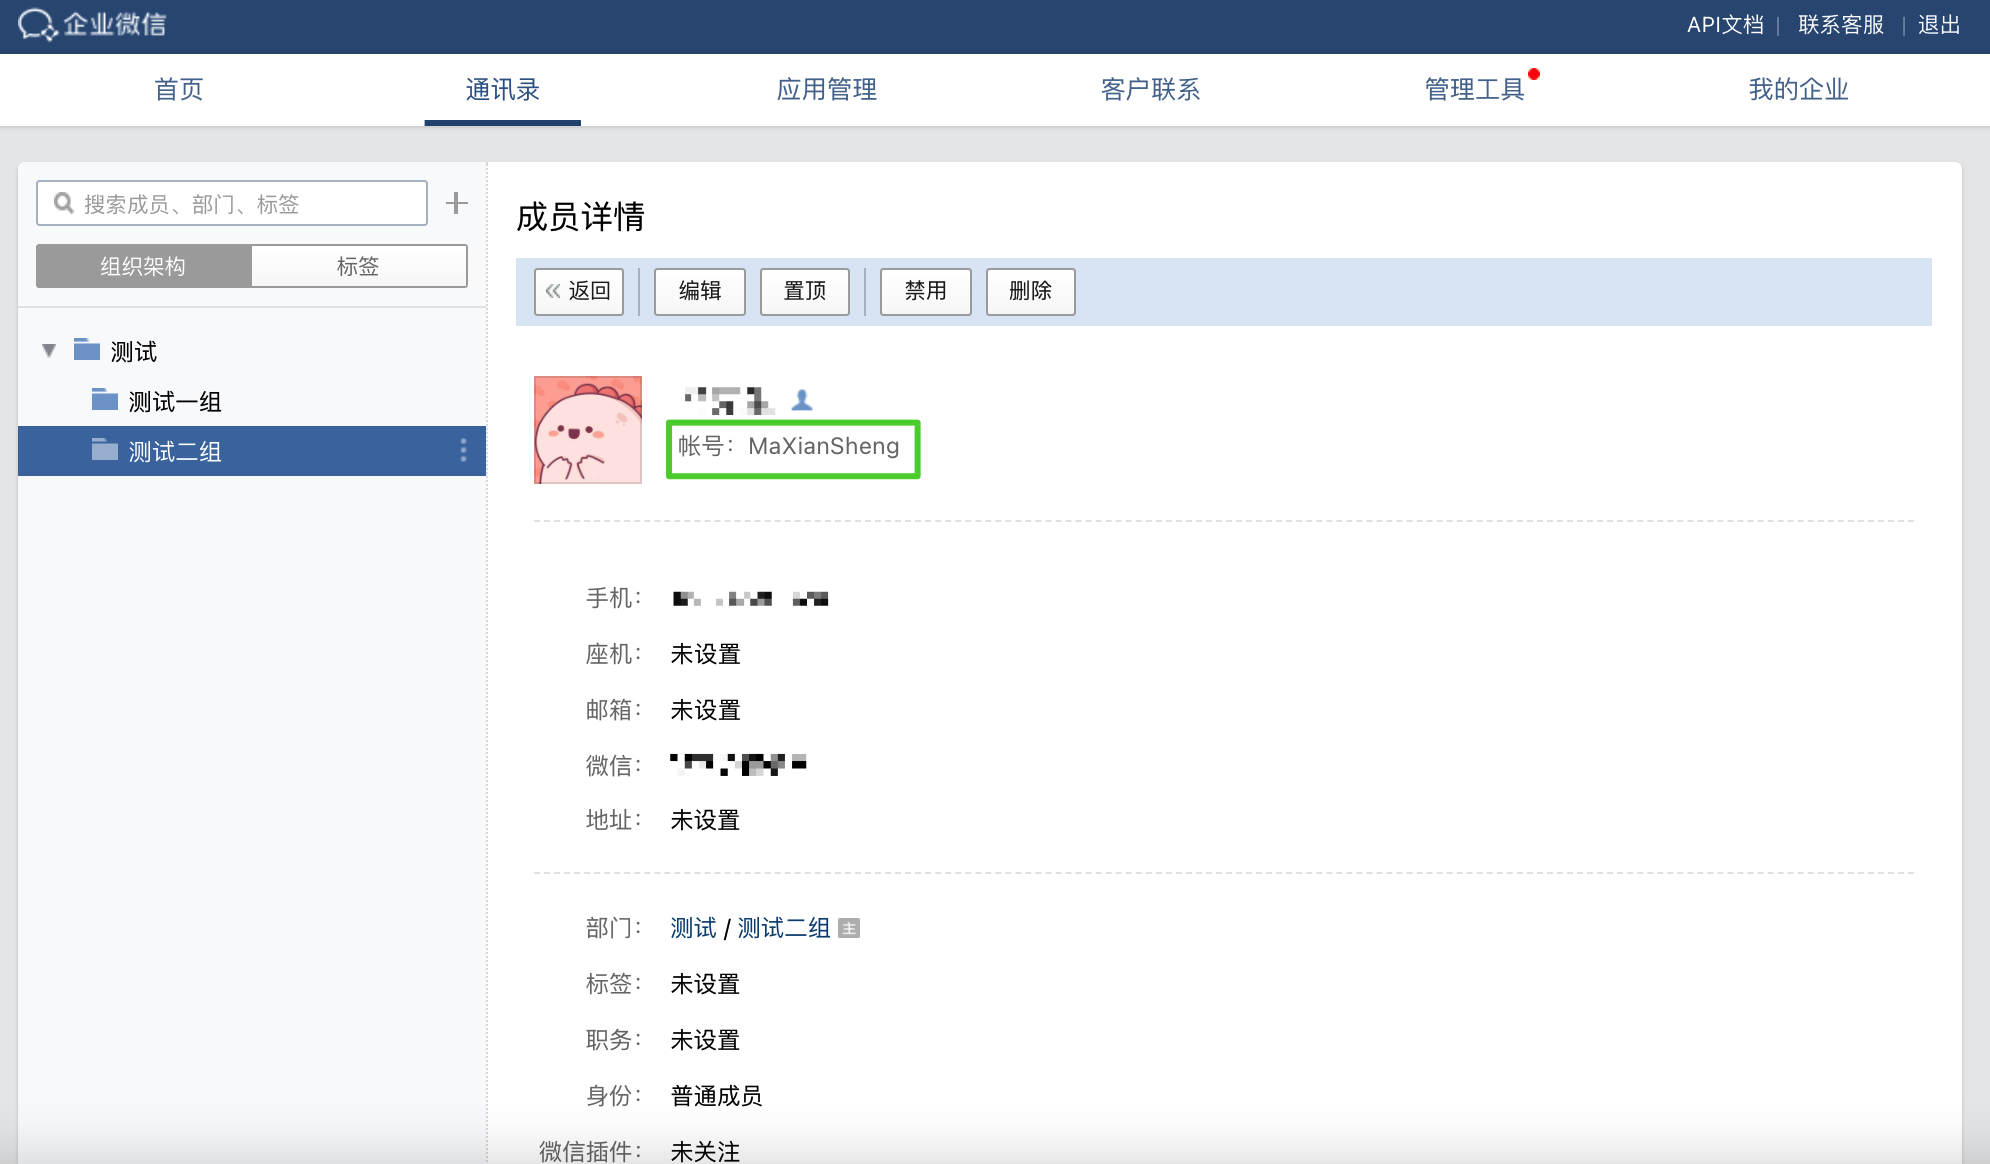 企业微信
API文档 | 联系客服 | 退出
首页 通讯录 应用管理 客户联系 管理工具 我的企业
搜索成员、部门、标签
组织架构 标签
测试
测试一组
测试二组
成员详情
返回 编辑 置顶 禁用 删除
帐号：MaXianSheng
手机：
座机： 未设置
邮箱： 未设置
微信：
地址： 未设置
部门： 测试 / 测试二组 主
标签： 未设置
职务： 未设置
身份： 普通成员
微信插件： 未关注